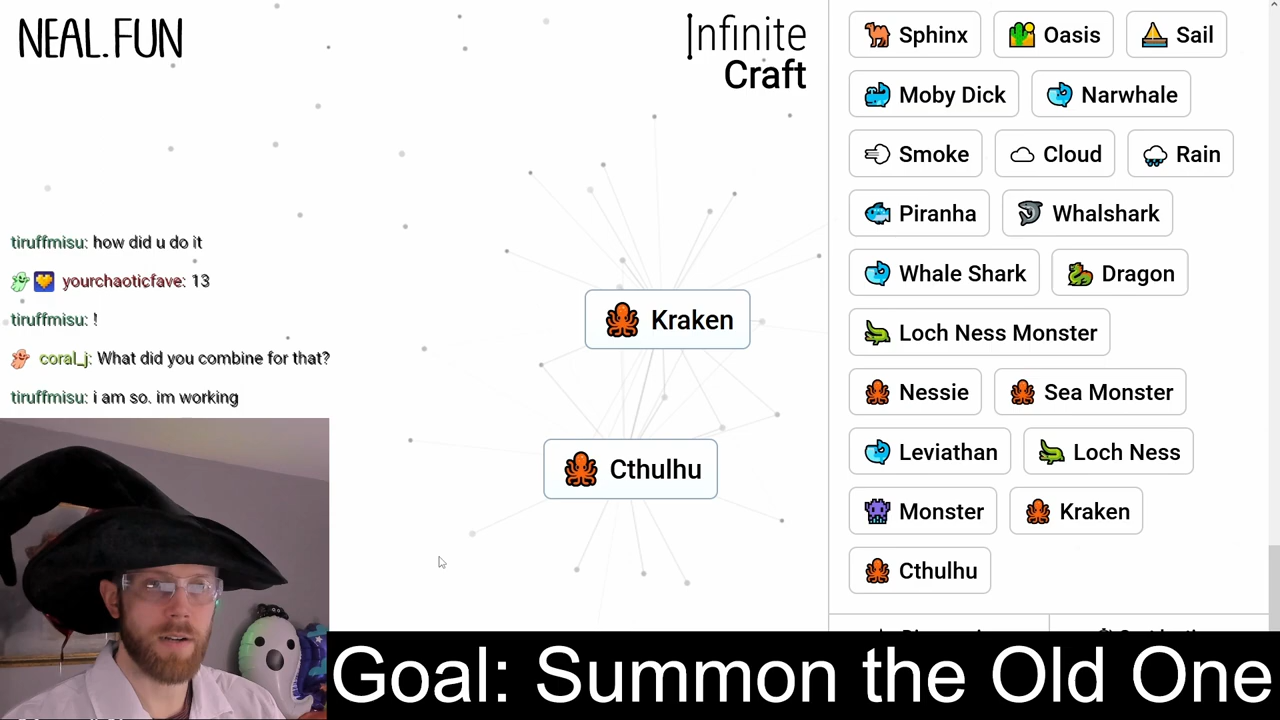 NEAL.FUN
Infinite
Craft
Sphinx
Oasis
Sail
Moby Dick
Narwhale
Smoke
Cloud
Rain
Piranha
Whalshark
Whale Shark
Dragon
Loch Ness Monster
Nessie
Sea Monster
Leviathan
Loch Ness
Monster
Kraken
Cthulhu
Kraken
Cthulhu
tiruffmisu: how did u do it
yourchaoticfave: 13
tiruffmisu: !
coral_j: What did you combine for that?
tiruffmisu: i am so. im working
Goal: Summon the Old One